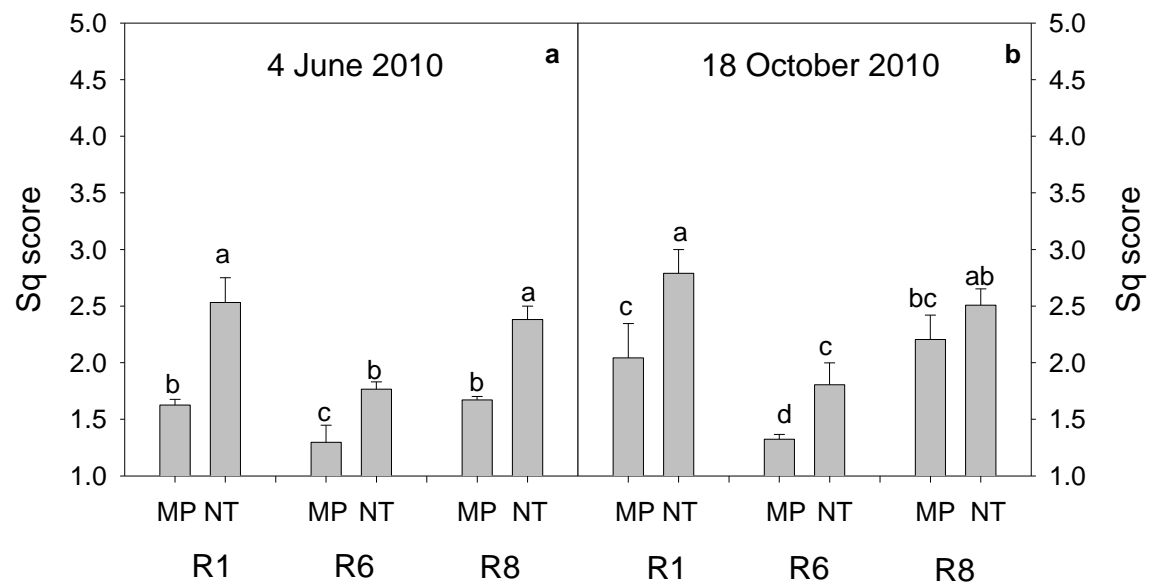 5.0 5.0
4 June 2010 a 18 October 2010 b
4.5 4.5
4.0 4.0
3.5 3.5
Sq score Sq score
3.0 3.0
a a
2.5 2.5
a ab
c bc
2.0 2.0
b b b c
1.5 1.5
c d
1.0 1.0
MP NT MP NT MP NT MP NT MP NT MP NT
R1 R6 R8 R1 R6 R8